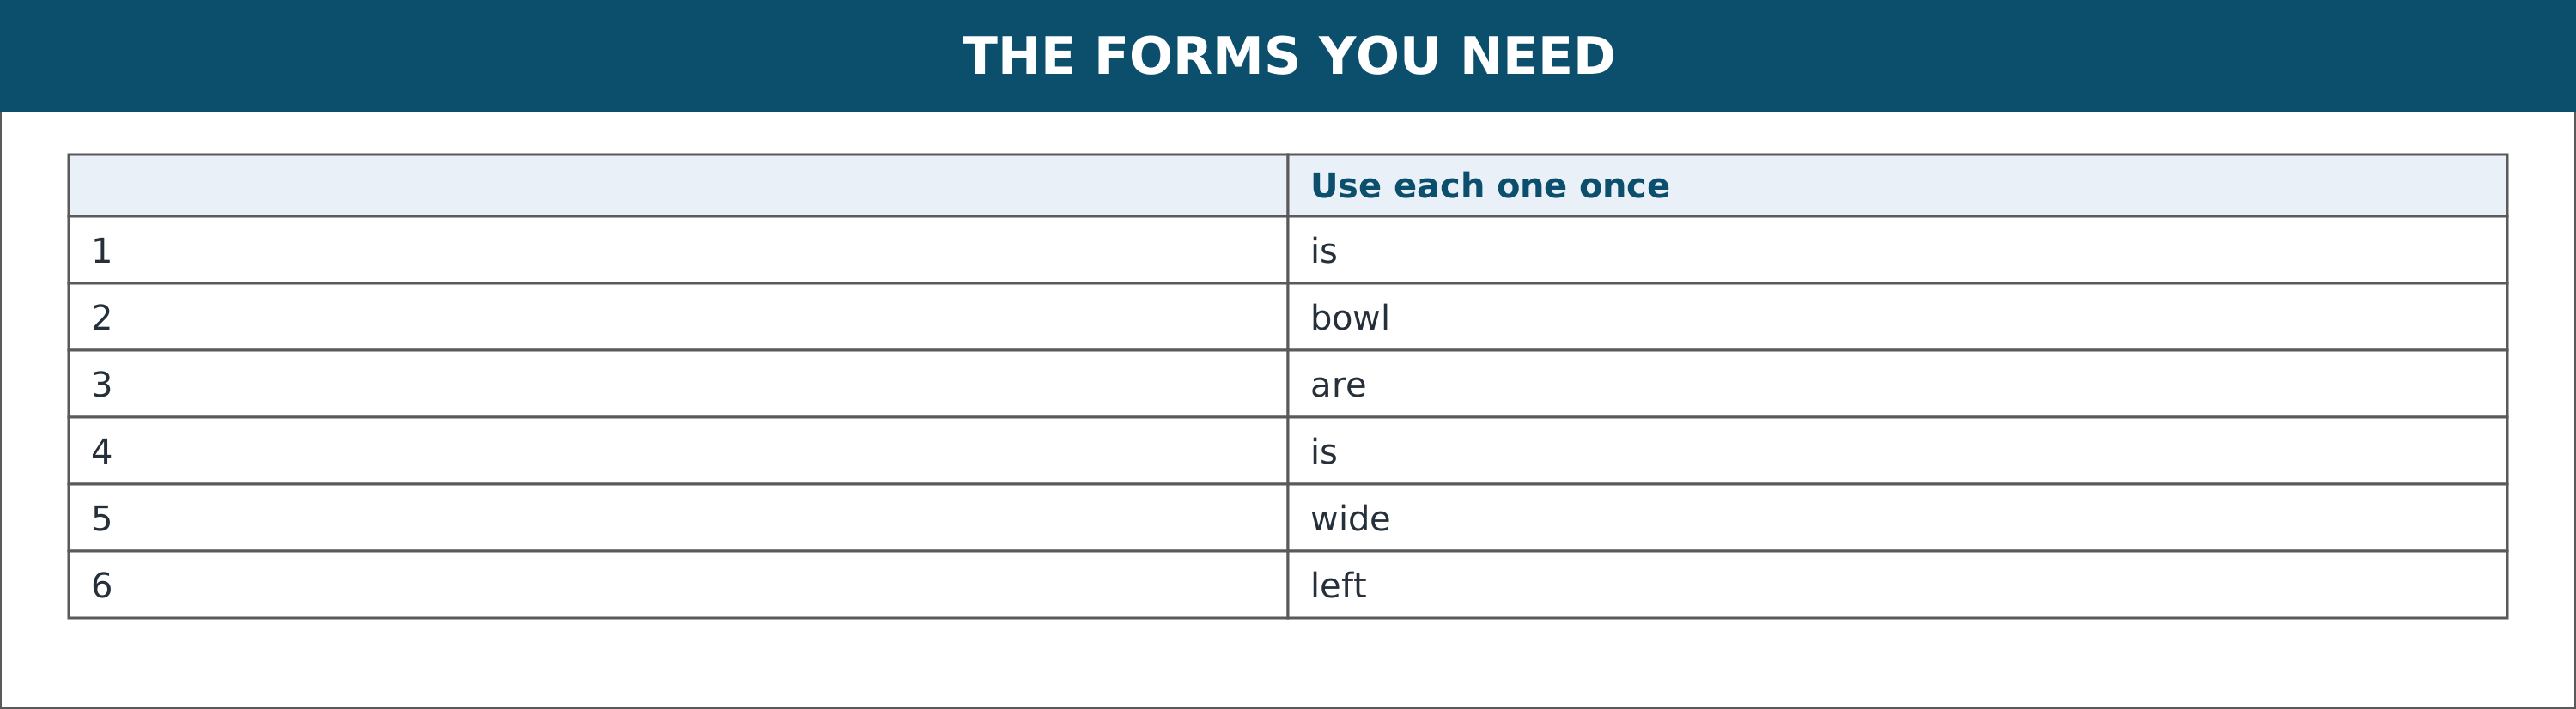 THE FORMS YOU NEED
Use each one once
1 is
2 bowl
3 are
4 is
5 wide
6 left